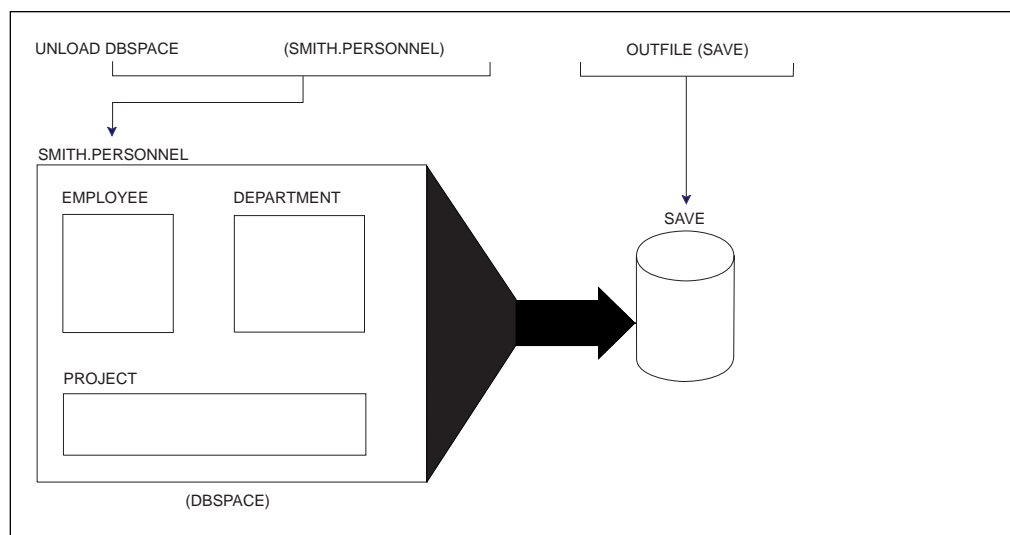 UNLOAD DBSPACE (SMITH.PERSONNEL) OUTFILE (SAVE)
SMITH.PERSONNEL
EMPLOYEE DEPARTMENT
SAVE
PROJECT
(DBSPACE)